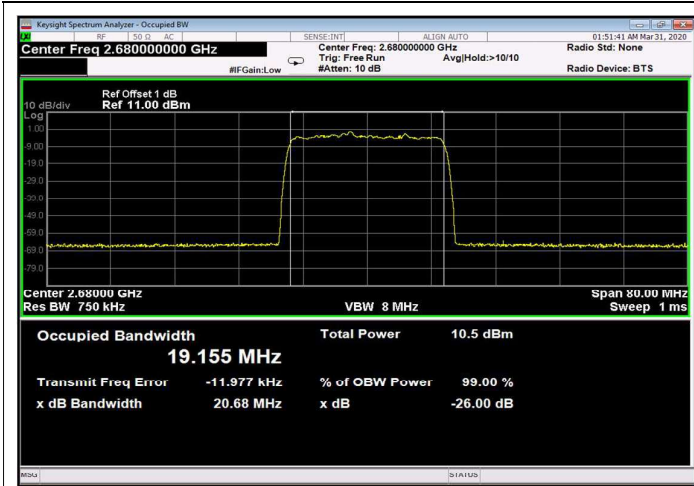 Keysight Spectrum Analyzer - Occupied BW
RF 50 Ω AC SENSE:INT ALIGN AUTO 01:51:41 AM Mar 31, 2020
Center Freq 2.680000000 GHz Center Freq: 2.680000000 GHz Radio Std: None
Trig: Free Run Avg|Hold:>10/10
#IFGain:Low #Atten: 10 dB Radio Device: BTS
Ref Offset 1 dB
10 dB/div Ref 11.00 dBm
Log
1.00
-9.00
-19.0
-29.0
-39.0
-49.0
-59.0
-69.0
-79.0
Center 2.68000 GHz Span 80.00 MHz
Res BW 750 kHz VBW 8 MHz Sweep 1 ms
Occupied Bandwidth Total Power 10.5 dBm
19.155 MHz
Transmit Freq Error -11.977 kHz % of OBW Power 99.00 %
x dB Bandwidth 20.68 MHz x dB -26.00 dB
MSG STATUS